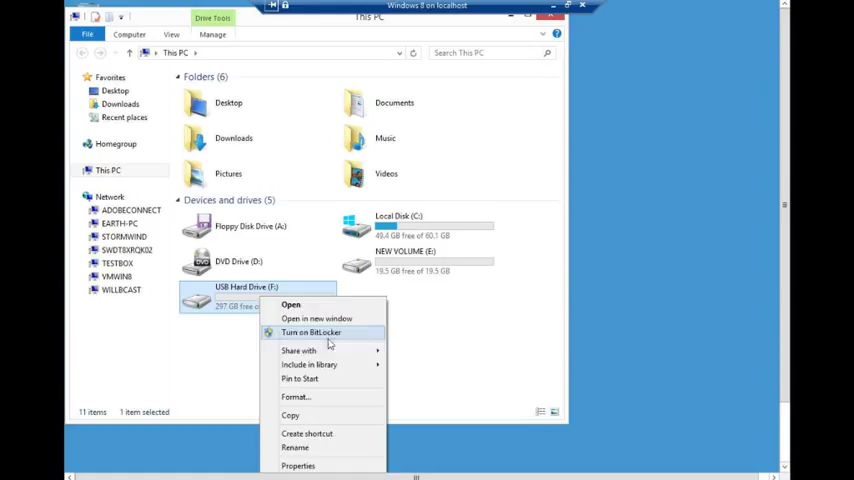 Windows 8 on localhost
Drive Tools
This PC
File
Computer
View
Manage
This PC
Search This PC
Favorites
Desktop
Downloads
Recent places
Homegroup
This PC
Network
ADOBECONNECT
EARTH-PC
STORMWIND
SWDT8XRQK02
TESTBOX
VMWIN8
WILLBCAST
Folders (6)
Desktop
Documents
Downloads
Music
Pictures
Videos
Devices and drives (5)
Floppy Disk Drive (A:)
Local Disk (C:)
49.4 GB free of 60.1 GB
DVD Drive (D:)
NEW VOLUME (E:)
19.5 GB free of 19.5 GB
USB Hard Drive (F:)
297 GB free o
Open
Open in new window
Turn on BitLocker
Share with
Include in library
Pin to Start
Format...
Copy
Create shortcut
Rename
Properties
11 items
1 item selected